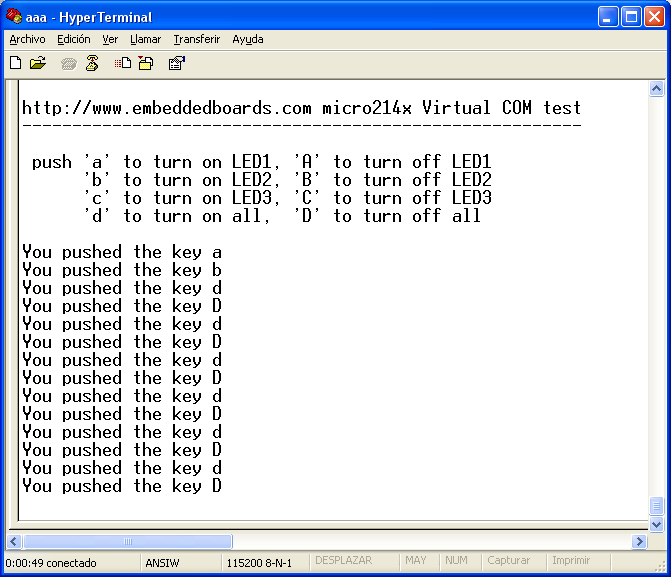 aaa - HyperTerminal
Archivo Edición Ver Llamar Transferir Ayuda
http://www.embeddedboards.com micro214x Virtual COM test
--------------------------------------------------------
push 'a' to turn on LED1, 'A' to turn off LED1
'b' to turn on LED2, 'B' to turn off LED2
'c' to turn on LED3, 'C' to turn off LED3
'd' to turn on all, 'D' to turn off all
You pushed the key a
You pushed the key b
You pushed the key d
You pushed the key D
You pushed the key d
You pushed the key D
You pushed the key d
You pushed the key D
You pushed the key d
You pushed the key D
You pushed the key d
You pushed the key D
You pushed the key d
You pushed the key D
0:00:49 conectado ANSIW 115200 8-N-1 DESPLAZAR MAY NUM Capturar Imprimir